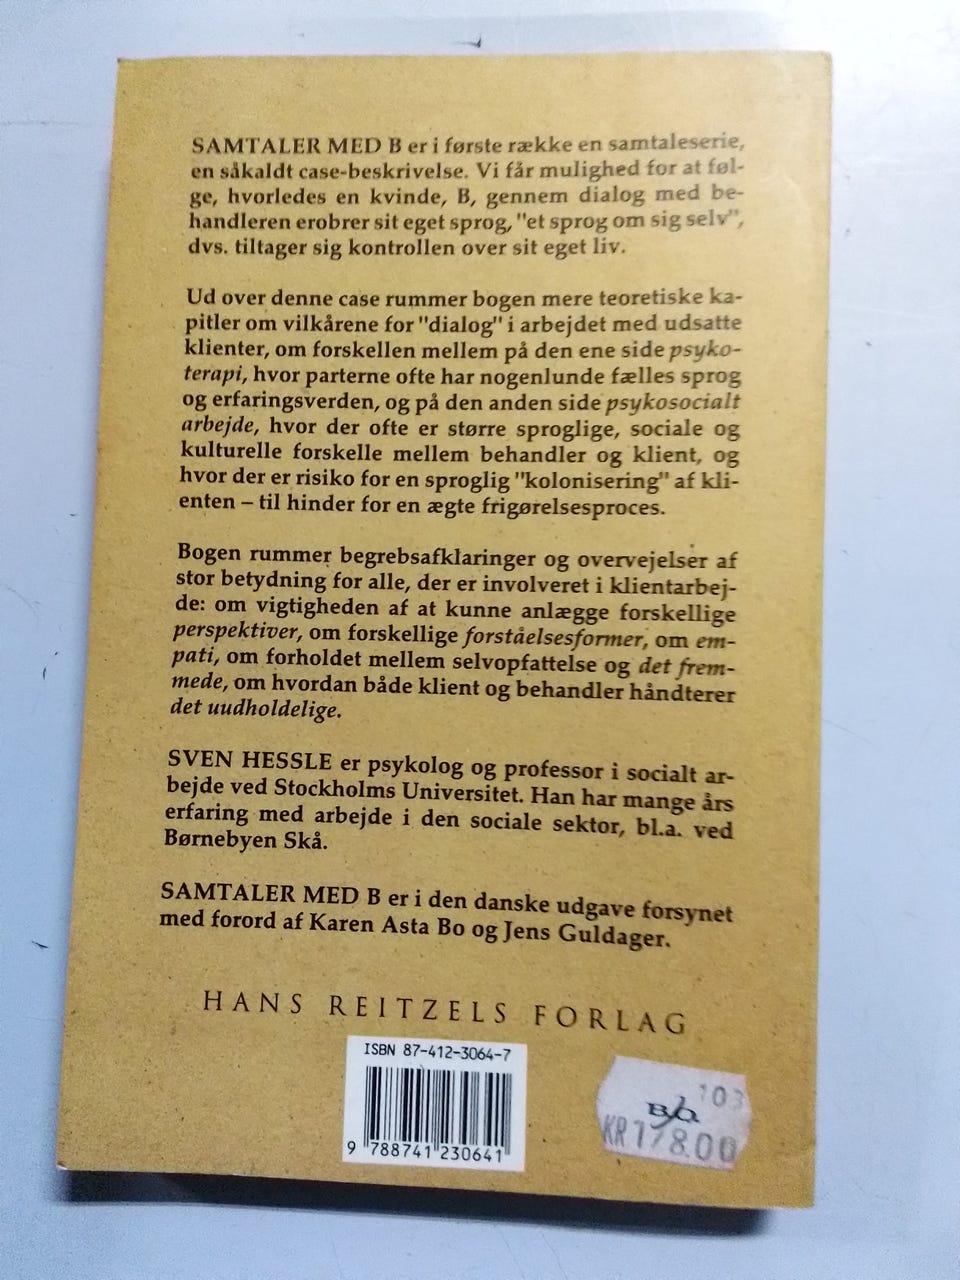 SAMTALER MED B er i første række en samtaleserie,
en såkaldt case-beskrivelse. Vi får mulighed for at føl-
ge, hvorledes en kvinde, B, gennem dialog med be-
handleren erobrer sit eget sprog, "et sprog om sig selv",
dvs. tiltager sig kontrollen over sit eget liv.
Ud over denne case rummer bogen mere teoretiske ka-
pitler om vilkårene for "dialog" i arbejdet med udsatte
klienter, om forskellen mellem på den ene side psyko-
terapi, hvor parterne ofte har nogenlunde fælles sprog
og erfaringsverden, og på den anden side psykosocialt
arbejde, hvor der ofte er større sproglige, sociale og
kulturelle forskelle mellem behandler og klient, og
hvor der er risiko for en sproglig "kolonisering" af kli-
enten – til hinder for en ægte frigørelsesproces.
Bogen rummer begrebsafklaringer og overvejelser af
stor betydning for alle, der er involveret i klientarbej-
de: om vigtigheden af at kunne anlægge forskellige
perspektiver, om forskellige forståelsesformer, om em-
pati, om forholdet mellem selvopfattelse og det frem-
mede, om hvordan både klient og behandler håndterer
det uudholdelige.
SVEN HESSLE er psykolog og professor i socialt ar-
bejde ved Stockholms Universitet. Han har mange års
erfaring med arbejde i den sociale sektor, bl.a. ved
Børnebyen Skå.
SAMTALER MED B er i den danske udgave forsynet
med forord af Karen Asta Bo og Jens Guldager.
HANS REITZELS FORLAG
ISBN 87-412-3064-7
9 788741 230641
103
KR 178.00